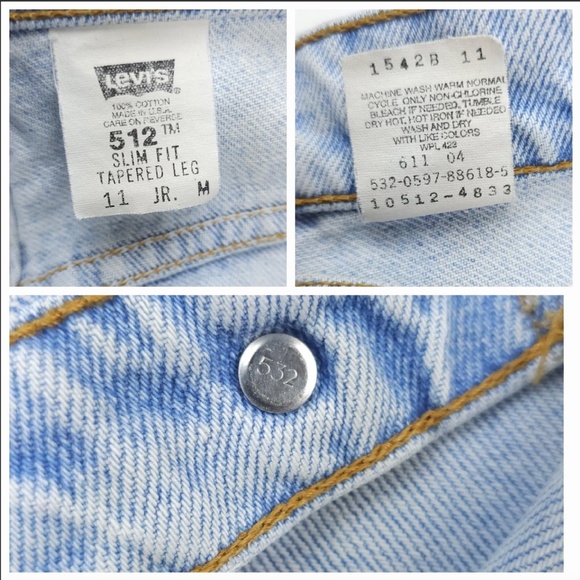 Levi's ®
100% COTTON
MADE IN U.S.A.
CARE ON REVERSE
512™
SLIM FIT
TAPERED LEG
11 JR. M
1542B 11
MACHINE WASH WARM NORMAL
CYCLE. ONLY NON-CHLORINE
BLEACH IF NEEDED. TUMBLE
DRY HOT. HOT IRON IF NEEDED
WASH AND DRY
WITH LIKE COLORS
WPL 423
611 04
532-0597-88618-5
10512-4833
532